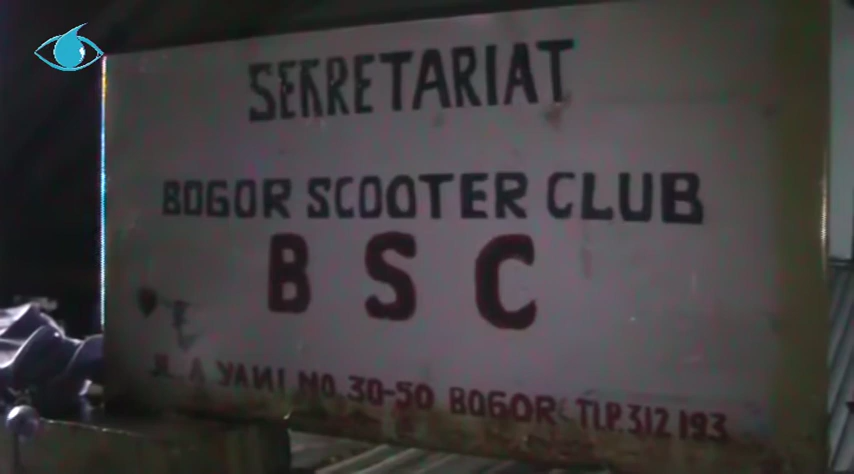 SEKRETARIAT
BOGOR SCOOTER CLUB
B S C
JL. A YANI NO. 30-50 BOGOR TLP. 312 193